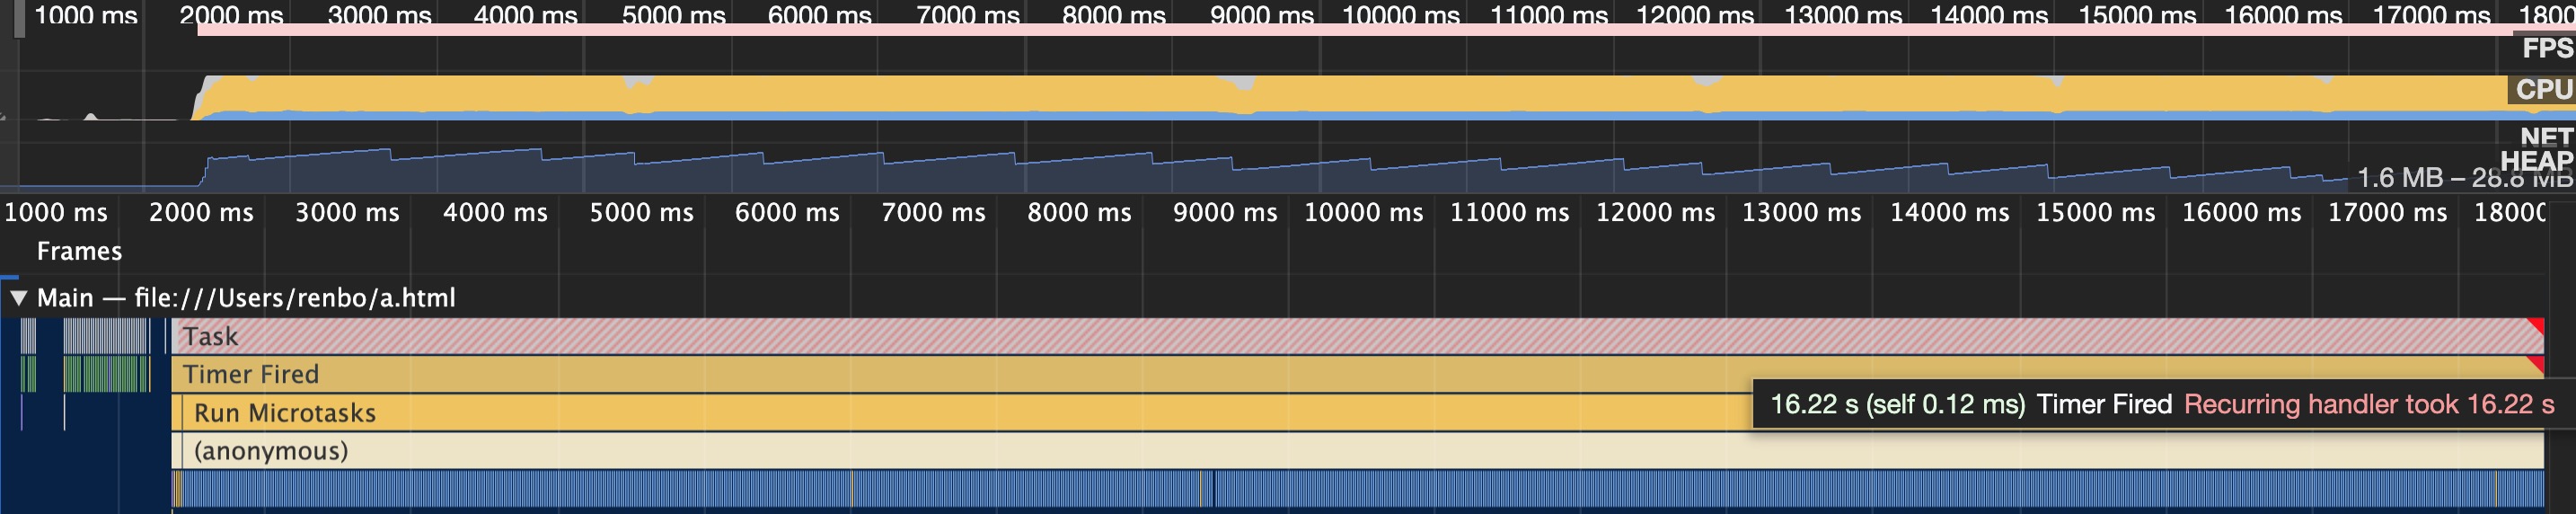 1000 ms 2000 ms 3000 ms 4000 ms 5000 ms 6000 ms 7000 ms 8000 ms 9000 ms 10000 ms 11000 ms 12000 ms 13000 ms 14000 ms 15000 ms 16000 ms 17000 ms 1800
FPS
CPU
NET
HEAP
1.6 MB – 28.8 MB
1000 ms 2000 ms 3000 ms 4000 ms 5000 ms 6000 ms 7000 ms 8000 ms 9000 ms 10000 ms 11000 ms 12000 ms 13000 ms 14000 ms 15000 ms 16000 ms 17000 ms 18000
Frames
▼ Main — file:///Users/renbo/a.html
Task
Timer Fired
Run Microtasks
16.22 s (self 0.12 ms) Timer Fired Recurring handler took 16.22 s
(anonymous)